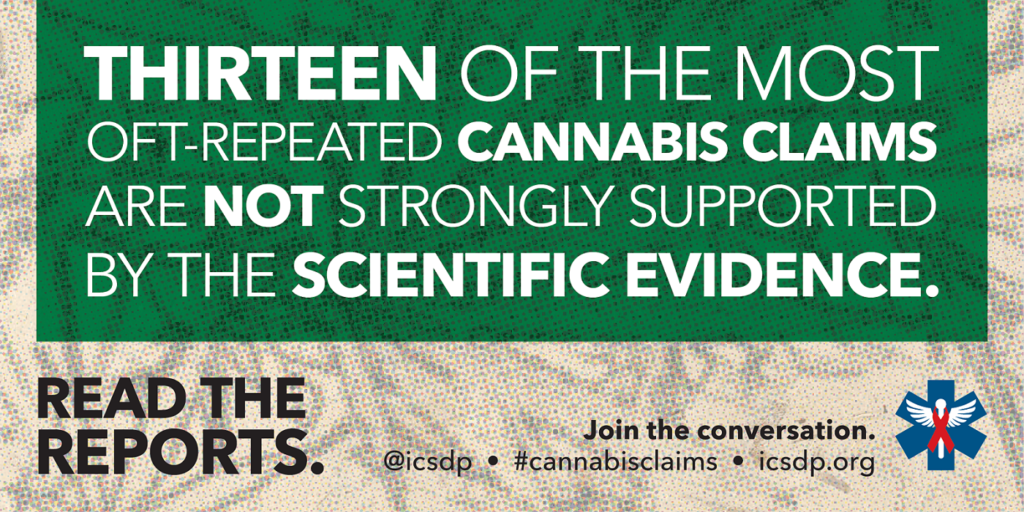 THIRTEEN OF THE MOST
OFT-REPEATED CANNABIS CLAIMS
ARE NOT STRONGLY SUPPORTED
BY THE SCIENTIFIC EVIDENCE.
READ THE
REPORTS.
Join the conversation.
@icsdp • #cannabisclaims • icsdp.org